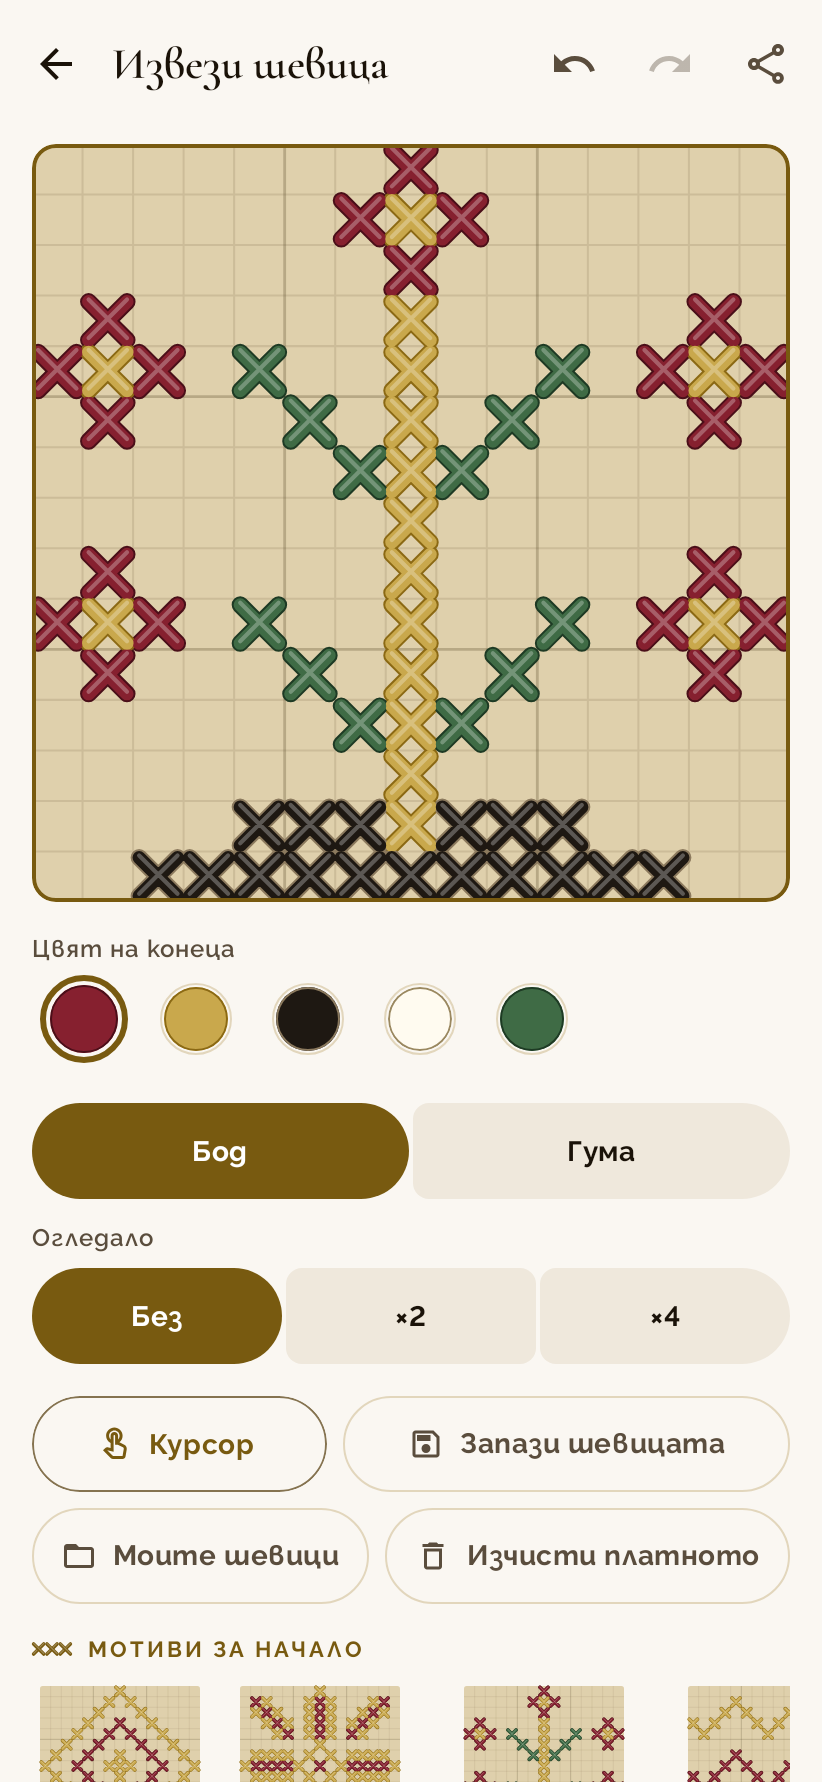 Извези шевица
Цвят на конеца
Бод
Гума
Огледало
Без
×2
×4
Курсор
Запази шевицата
Моите шевици
Изчисти платното
МОТИВИ ЗА НАЧАЛО